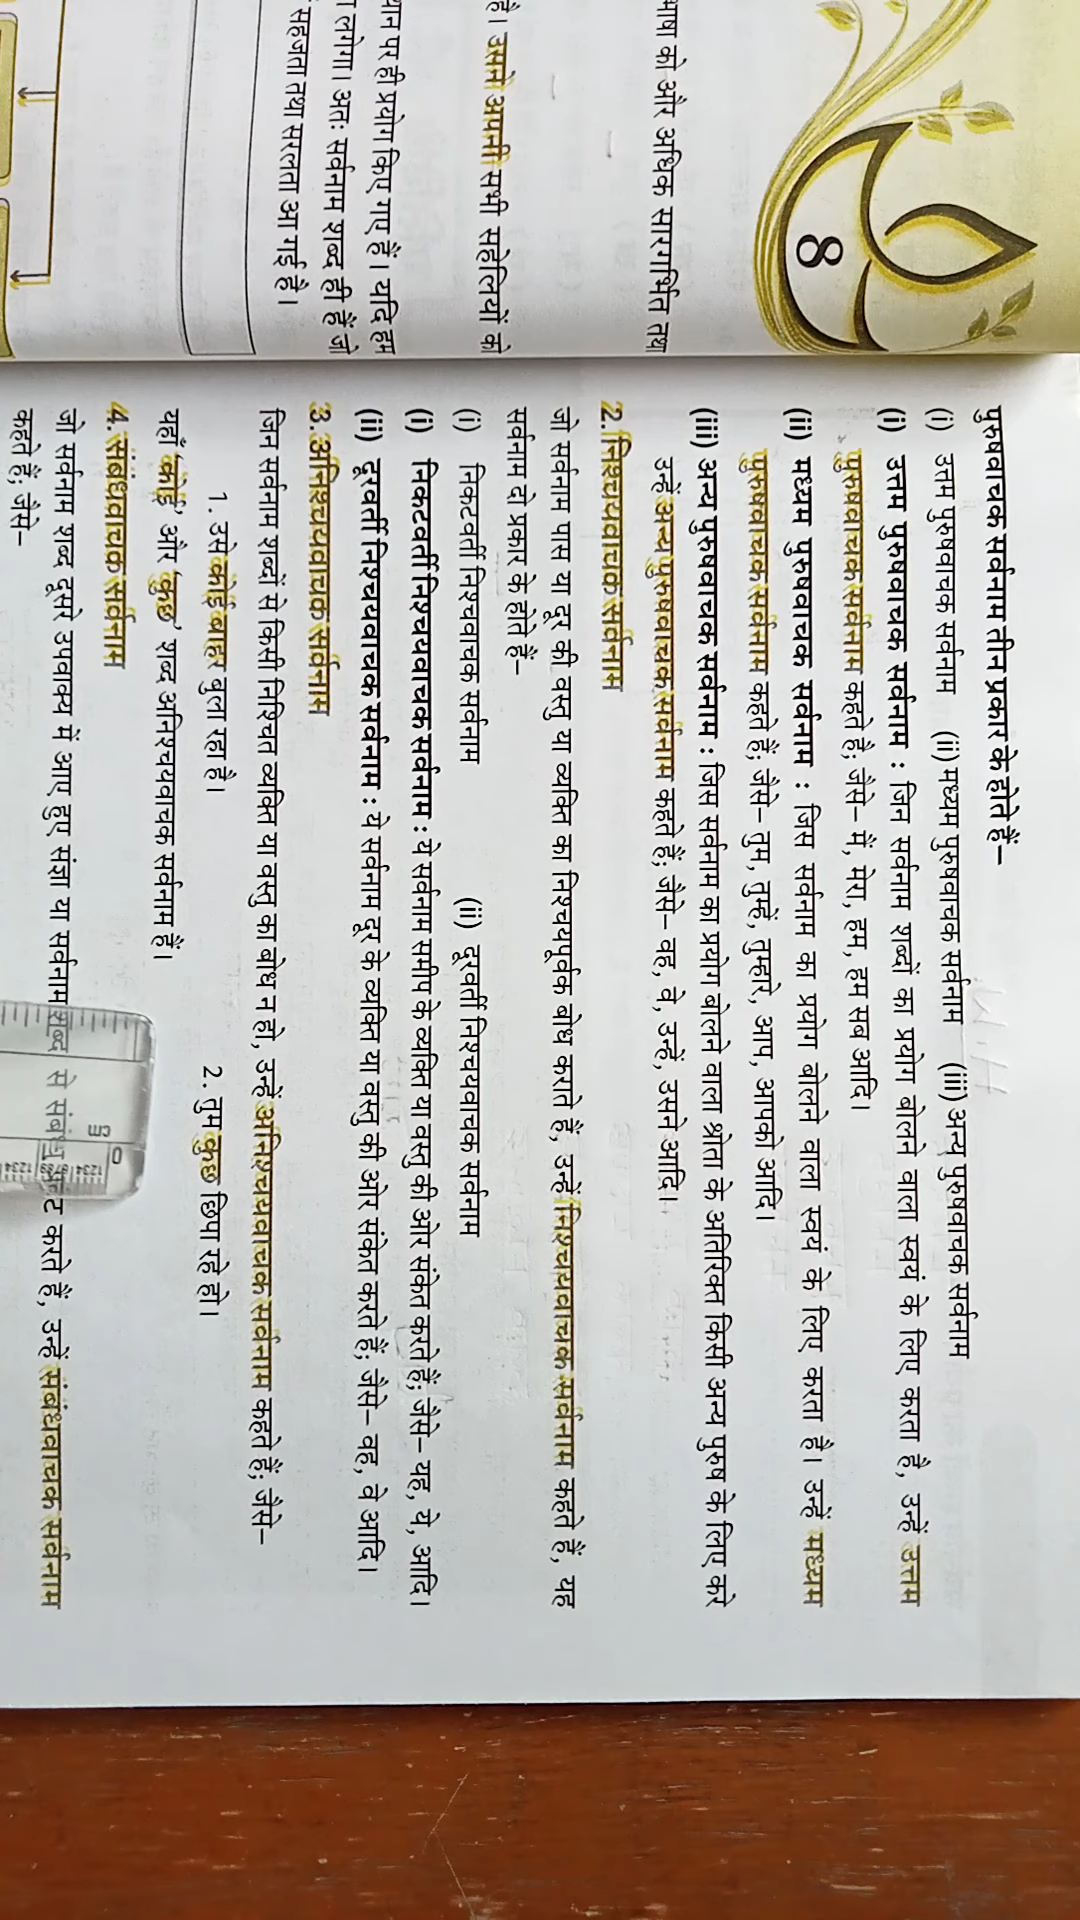 8
भाषा को और अधिक सारगर्भित तथा
है। उसने अपनी सभी सहेलियों को
पर ही प्रयोग किए गए हैं। यदि हम
लगेगा। अतः सर्वनाम शब्द ही हैं जो
सहजता तथा सरलता आ गई है।
पुरुषवाचक सर्वनाम तीन प्रकार के होते हैं–
(i) उत्तम पुरुषवाचक सर्वनाम (ii) मध्यम पुरुषवाचक सर्वनाम (iii) अन्य पुरुषवाचक सर्वनाम
(i) उत्तम पुरुषवाचक सर्वनाम : जिन सर्वनाम शब्दों का प्रयोग बोलने वाला स्वयं के लिए करता है, उन्हें उत्तम
पुरुषवाचक सर्वनाम कहते हैं; जैसे– मैं, मेरा, हम, हम सब आदि।
(ii) मध्यम पुरुषवाचक सर्वनाम : जिस सर्वनाम का प्रयोग बोलने वाला स्वयं के लिए करता है। उन्हें मध्यम
पुरुषवाचक सर्वनाम कहते हैं; जैसे– तुम, तुम्हें, तुम्हारे, आप, आपको आदि।
(iii) अन्य पुरुषवाचक सर्वनाम : जिस सर्वनाम का प्रयोग बोलने वाला श्रोता के अतिरिक्त किसी अन्य पुरुष के लिए करे
उन्हें अन्य पुरुषवाचक सर्वनाम कहते हैं; जैसे– वह, वे, उन्हें, उसने आदि।
2. निश्चयवाचक सर्वनाम
जो सर्वनाम पास या दूर की वस्तु या व्यक्ति का निश्चयपूर्वक बोध कराते हैं, उन्हें निश्चयवाचक सर्वनाम कहते हैं, यह
सर्वनाम दो प्रकार के होते हैं–
(i) निकटवर्ती निश्चवाचक सर्वनाम (ii) दूरवर्ती निश्चयवाचक सर्वनाम
(i) निकटवर्ती निश्चयवाचक सर्वनाम : ये सर्वनाम समीप के व्यक्ति या वस्तु की ओर संकेत करते हैं; जैसे– यह, ये, आदि।
(ii) दूरवर्ती निश्चयवाचक सर्वनाम : ये सर्वनाम दूर के व्यक्ति या वस्तु की ओर संकेत करते हैं; जैसे– वह, वे आदि।
3. अनिश्चयवाचक सर्वनाम
जिन सर्वनाम शब्दों से किसी निश्चित व्यक्ति या वस्तु का बोध न हो, उन्हें अनिश्चयवाचक सर्वनाम कहते हैं; जैसे–
1. उसे कोई बाहर बुला रहा है। 2. तुम कुछ छिपा रहे हो।
यहाँ 'कोई' और 'कुछ' शब्द अनिश्चयवाचक सर्वनाम हैं।
4. संबंधवाचक सर्वनाम
जो सर्वनाम शब्द दूसरे उपवाक्य में आए हुए संज्ञा या सर्वनाम शब्द से संबंध प्रकट करते हैं, उन्हें संबंधवाचक सर्वनाम
कहते हैं; जैसे–
cm 0